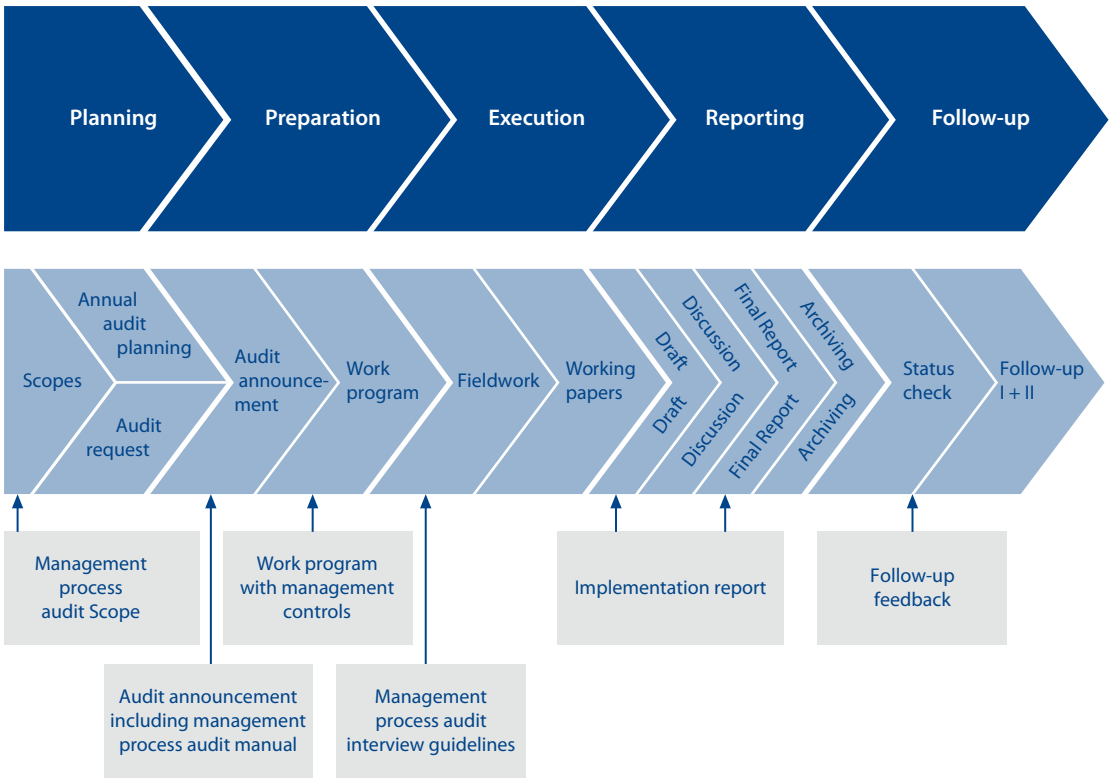 Planning
Preparation
Execution
Reporting
Follow-up
Scopes
Annual
audit
planning
Audit
request
Audit
announce-
ment
Work
program
Fieldwork
Working
papers
Draft
Draft
Discussion
Discussion
Final Report
Final Report
Archiving
Archiving
Status
check
Follow-up
I + II
Management
process
audit Scope
Work program
with management
controls
Implementation report
Follow-up
feedback
Audit announcement
including management
process audit manual
Management
process audit
interview guidelines